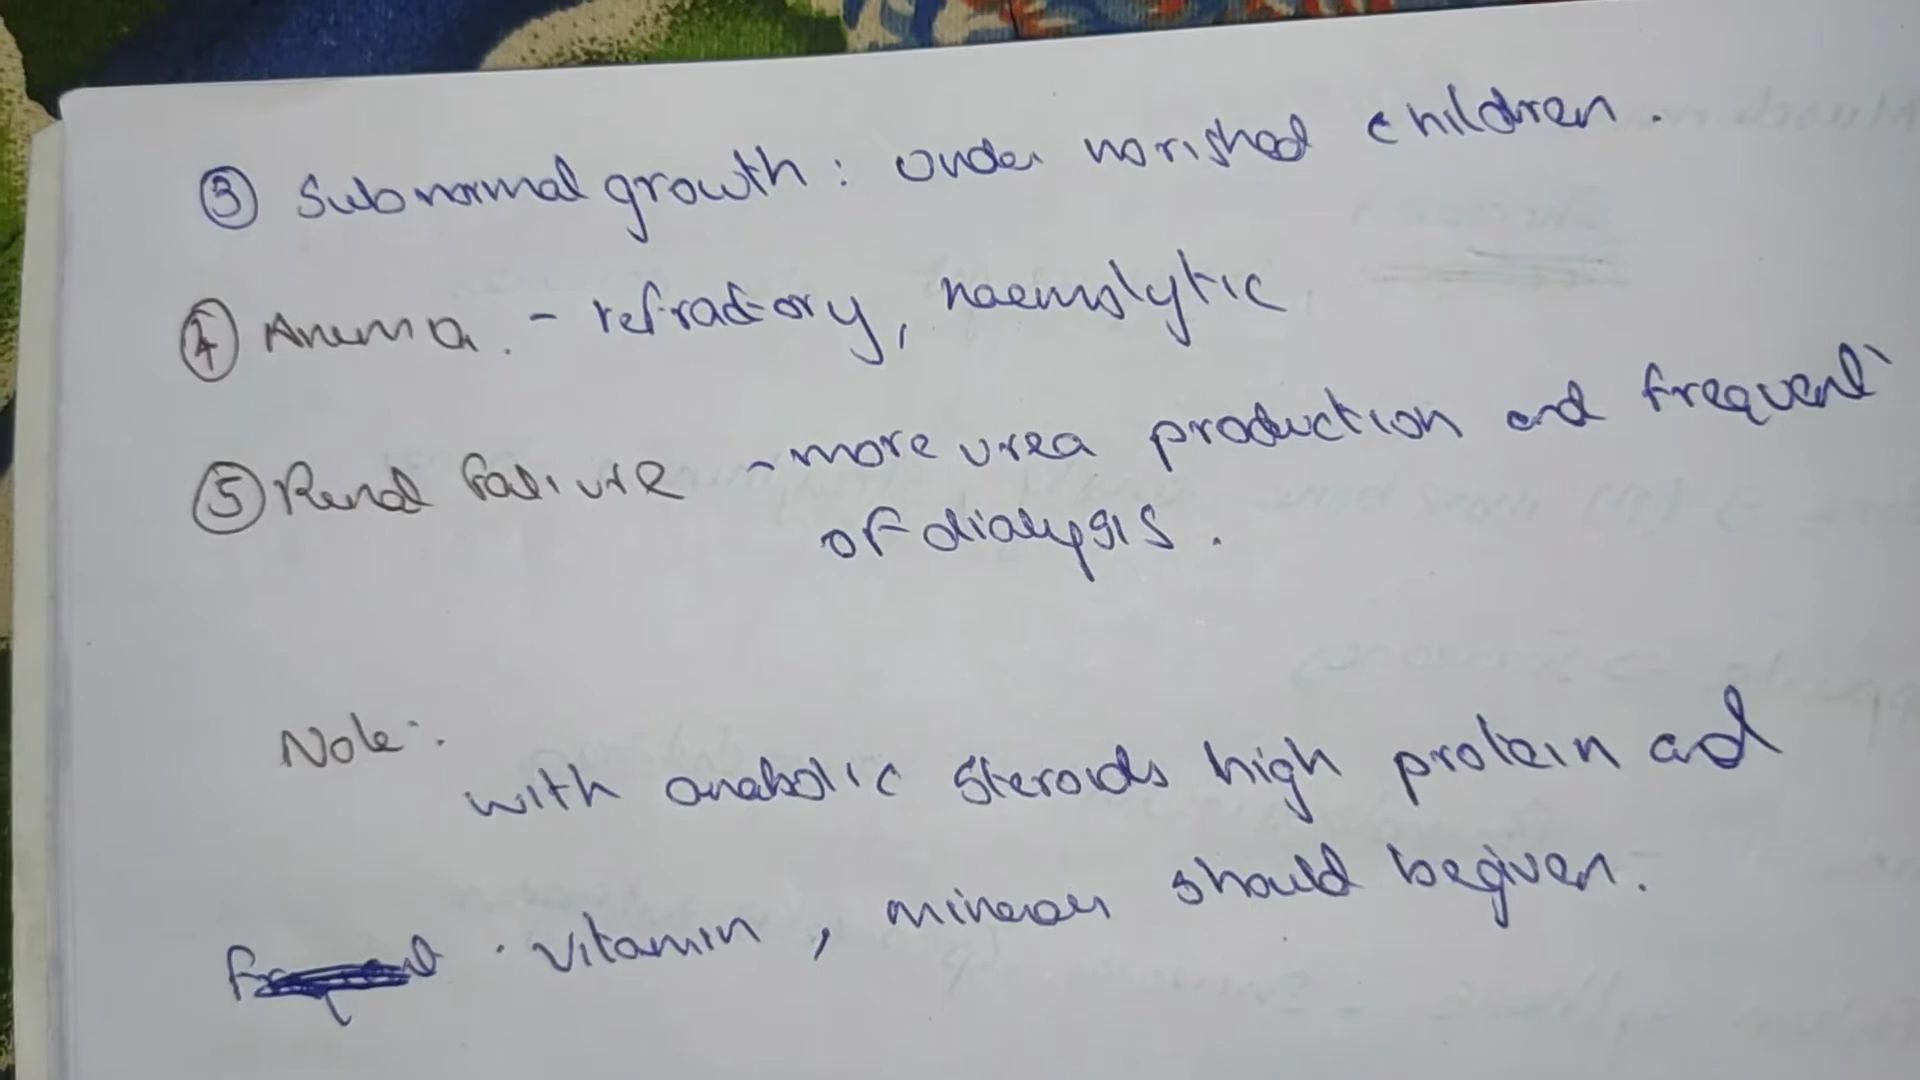 ③ Subnormal growth : under norished children.
④ Anemia. - refractory, haemolytic
⑤ Renal failure - more urea production and frequent
of dialysis.
Note:
with anabolic steroids high protein and
vitamin, minerals should be given.